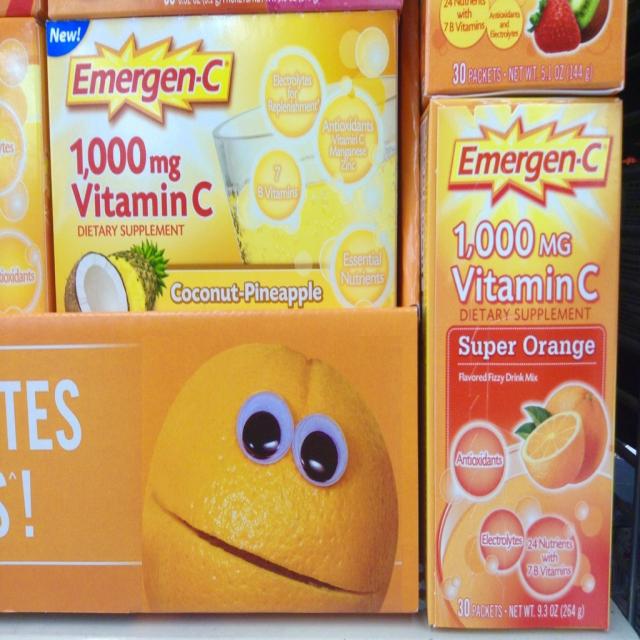 New!
Emergen-C
1,000 mg
Vitamin C
DIETARY SUPPLEMENT
Electrolytes
for
Replenishment
Antioxidants
Vitamin C
Manganese
Zinc
7
B Vitamins
Essential
Nutrients
Coconut-Pineapple
TES
S!
24 Nutrients
with
7 B Vitamins
Antioxidants
and
Electrolytes
30 PACKETS • NET WT. 5.1 OZ (144 g)
Emergen-C
1,000 MG
Vitamin C
DIETARY SUPPLEMENT
Super Orange
Flavored Fizzy Drink Mix
Antioxidants
Electrolytes
24 Nutrients
with
7 B Vitamins
30 PACKETS • NET WT. 9.3 OZ (264 g)